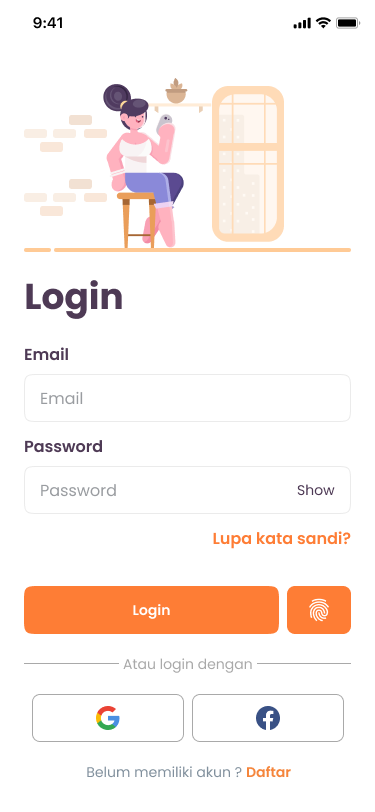 9:41
Login
Email
Email
Password
Password Show
Lupa kata sandi?
Login
Atau login dengan
Belum memiliki akun ? Daftar